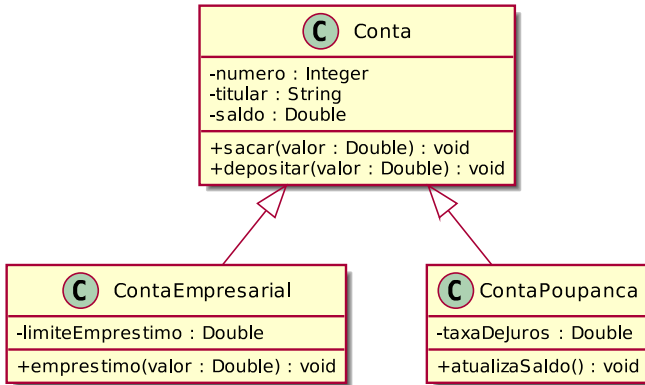 C Conta
-numero : Integer
-titular : String
-saldo : Double
+sacar(valor : Double) : void
+depositar(valor : Double) : void
C ContaEmpresarial
-limiteEmprestimo : Double
+emprestimo(valor : Double) : void
C ContaPoupanca
-taxaDeJuros : Double
+atualizaSaldo() : void